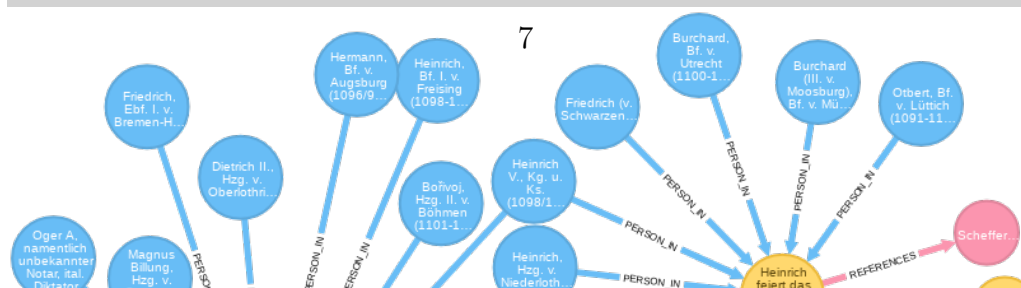 7
Hermann,
Bf. v.
Augsburg
(1096/9...
Heinrich,
Bf. I. v.
Freising
(1098-1...
Burchard,
Bf. v.
Utrecht
(1100-1...
Burchard
(III. v.
Moosburg),
Bf. v. Mü...
Otbert, Bf.
v. Lüttich
(1091-11...
Friedrich,
Ebf. I. v.
Bremen-H...
Friedrich (v.
Schwarzen...
Dietrich II.,
Hzg. v.
Oberlothri...
Bořivoj,
Hzg. II. v.
Böhmen
(1101-1...
Heinrich
V., Kg. u.
Ks.
(1098/1...
Oger A,
namentlich
unbekannter
Notar, ital.
Diktator
Magnus
Billung,
Hzg. v.
Heinrich,
Hzg. v.
Niederloth...
Scheffer...
Heinrich
feiert das
PERSON_IN
PERSON_IN
PERSON_IN
PERSON_IN
PERSON_IN
PERSON_IN
PERSON_IN
REFERENCES